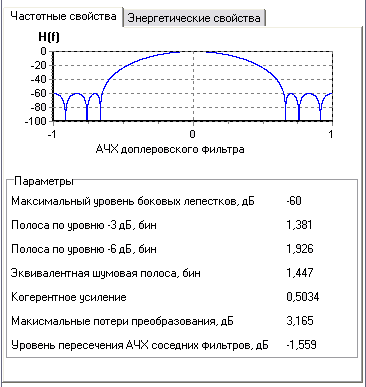 Частотные свойства
Энергетические свойства
H(f)
0
-20
-40
-60
-80
-100
-1
0
1
АЧХ доплеровского фильтра
Параметры
Максимальный уровень боковых лепестков, дБ -60
Полоса по уровню -3 дБ, бин 1,381
Полоса по уровню -6 дБ, бин 1,926
Эквивалентная шумовая полоса, бин 1,447
Когерентное усиление 0,5034
Макисмальные потери преобразования, дБ 3,165
Уровень пересечения АЧХ соседних фильтров, дБ -1,559